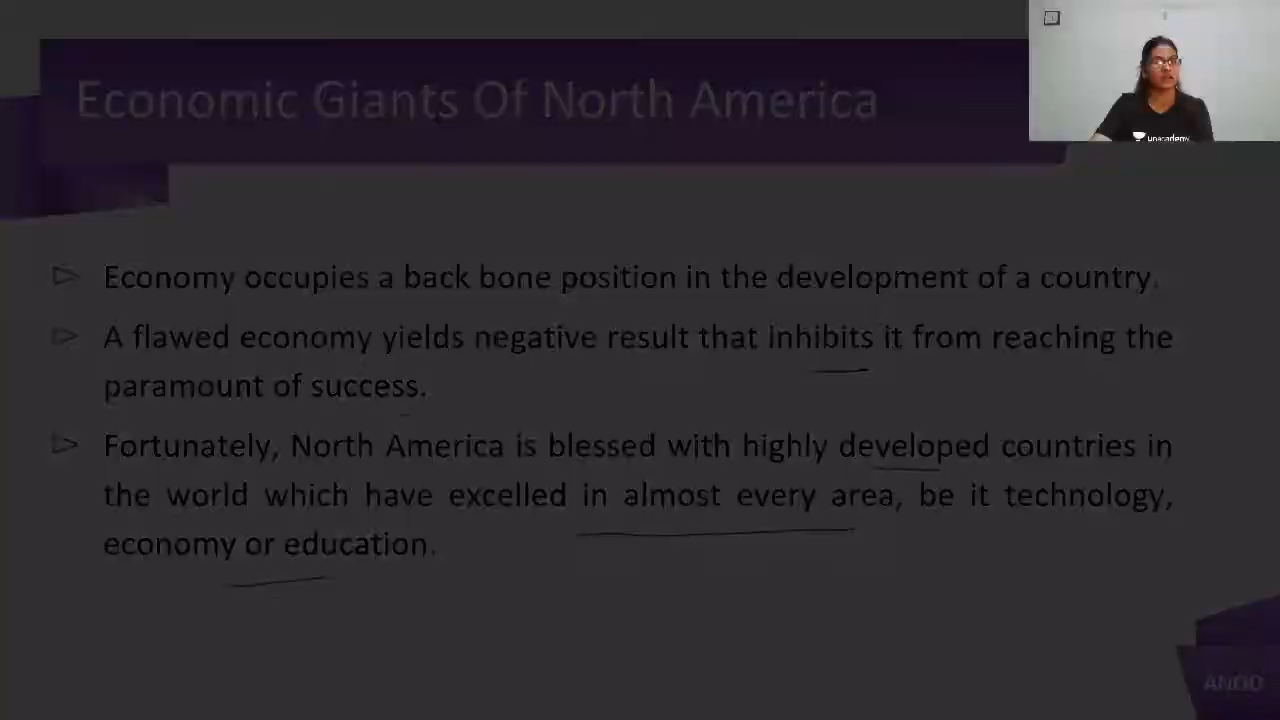 Economic Giants Of North America
unacademy
Economy occupies a back bone position in the development of a country.
A flawed economy yields negative result that inhibits it from reaching the
paramount of success.
Fortunately, North America is blessed with highly developed countries in
the world which have excelled in almost every area, be it technology,
economy or education.